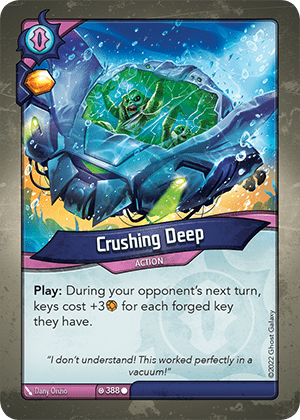 Crushing Deep
ACTION
Play: During your opponent's next turn,
keys cost +3 for each forged key
they have.
"I don't understand! This worked perfectly in a
vacuum!"
Dany Orizio
388
©2022 Ghost Galaxy